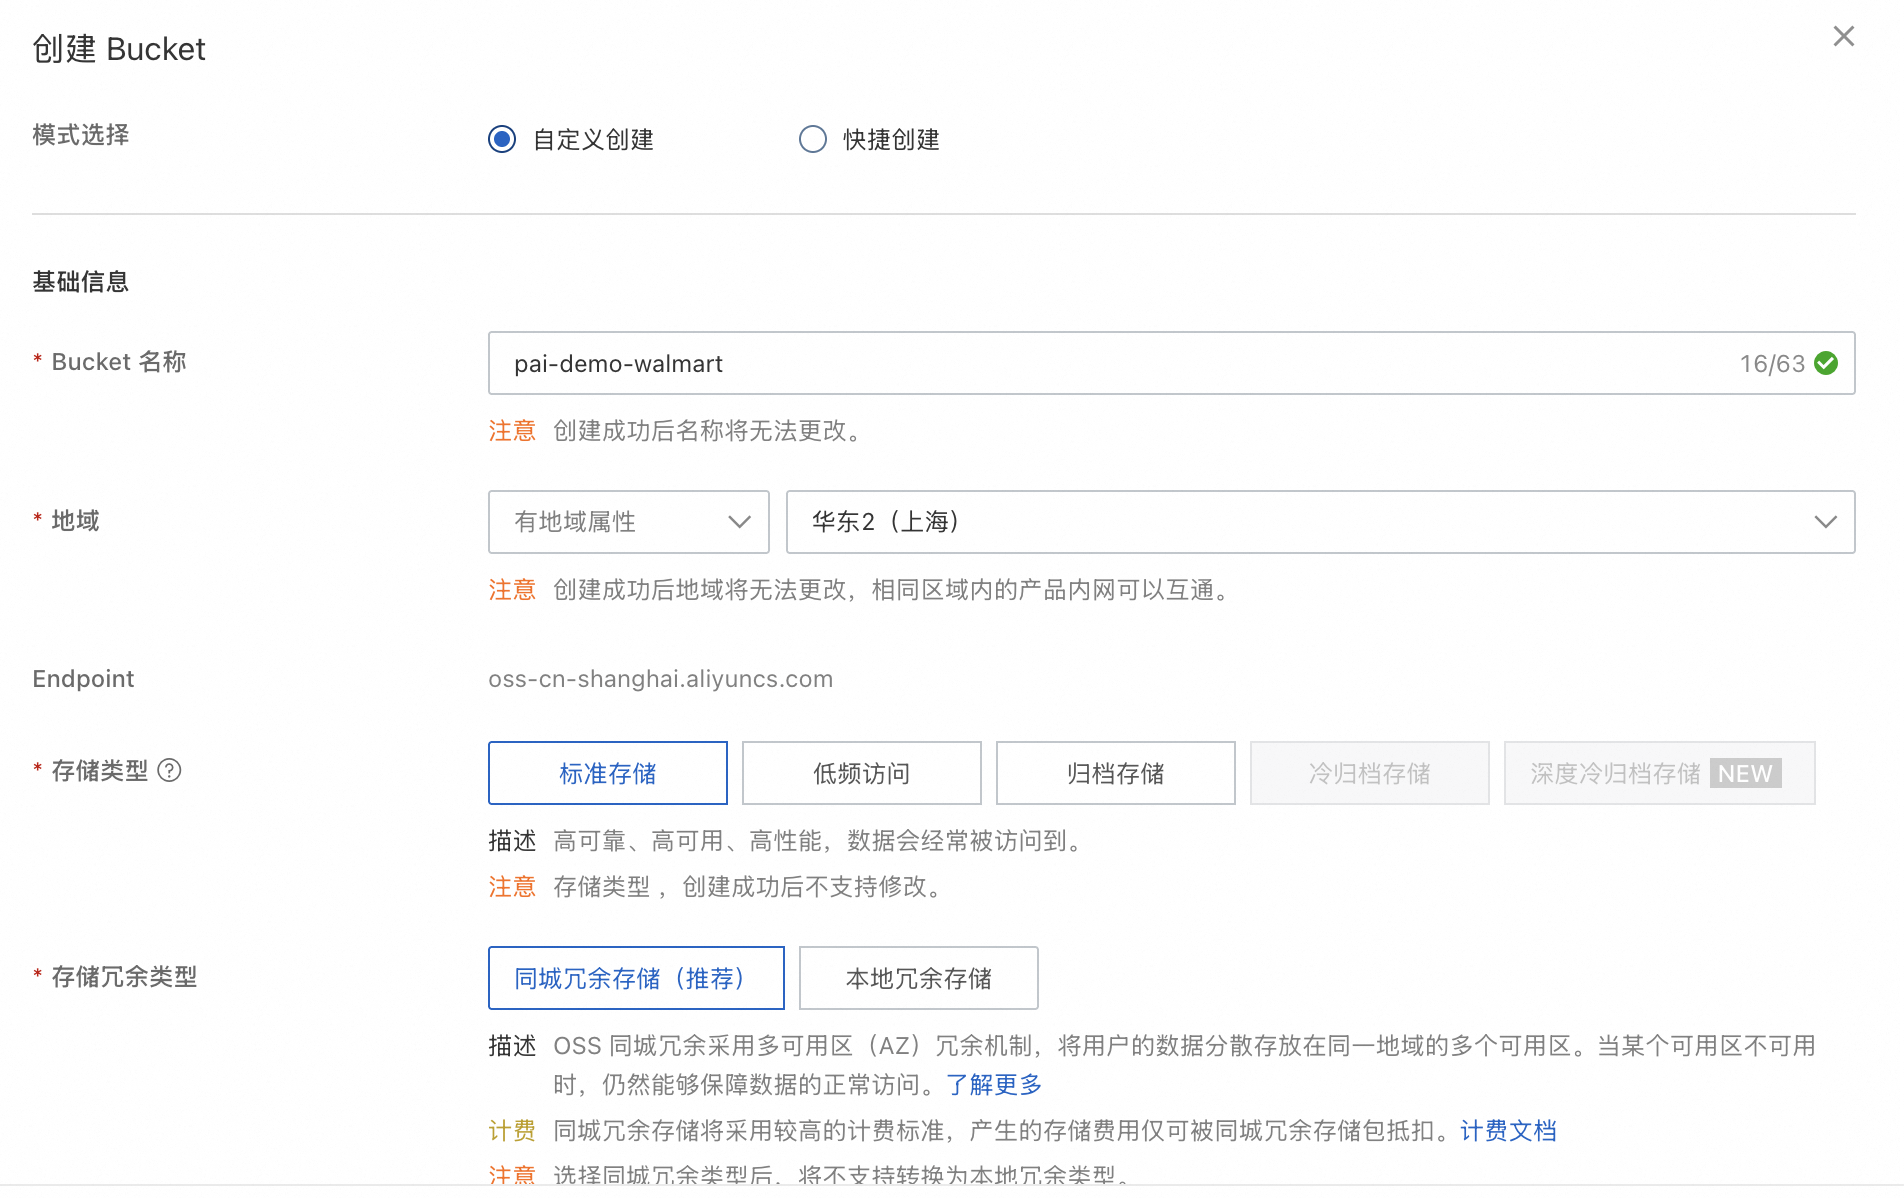 创建 Bucket
模式选择
自定义创建
快捷创建
基础信息
* Bucket 名称
pai-demo-walmart
16/63
注意 创建成功后名称将无法更改。
* 地域
有地域属性
华东2（上海）
注意 创建成功后地域将无法更改，相同区域内的产品内网可以互通。
Endpoint
oss-cn-shanghai.aliyuncs.com
* 存储类型 ?
标准存储
低频访问
归档存储
冷归档存储
深度冷归档存储 NEW
描述 高可靠、高可用、高性能，数据会经常被访问到。
注意 存储类型 ，创建成功后不支持修改。
* 存储冗余类型
同城冗余存储（推荐）
本地冗余存储
描述 OSS 同城冗余采用多可用区（AZ）冗余机制，将用户的数据分散存放在同一地域的多个可用区。当某个可用区不可用
时，仍然能够保障数据的正常访问。了解更多
计费 同城冗余存储将采用较高的计费标准，产生的存储费用仅可被同城冗余存储包抵扣。计费文档
注意 选择同城冗余类型后，将不支持转换为本地冗余类型。